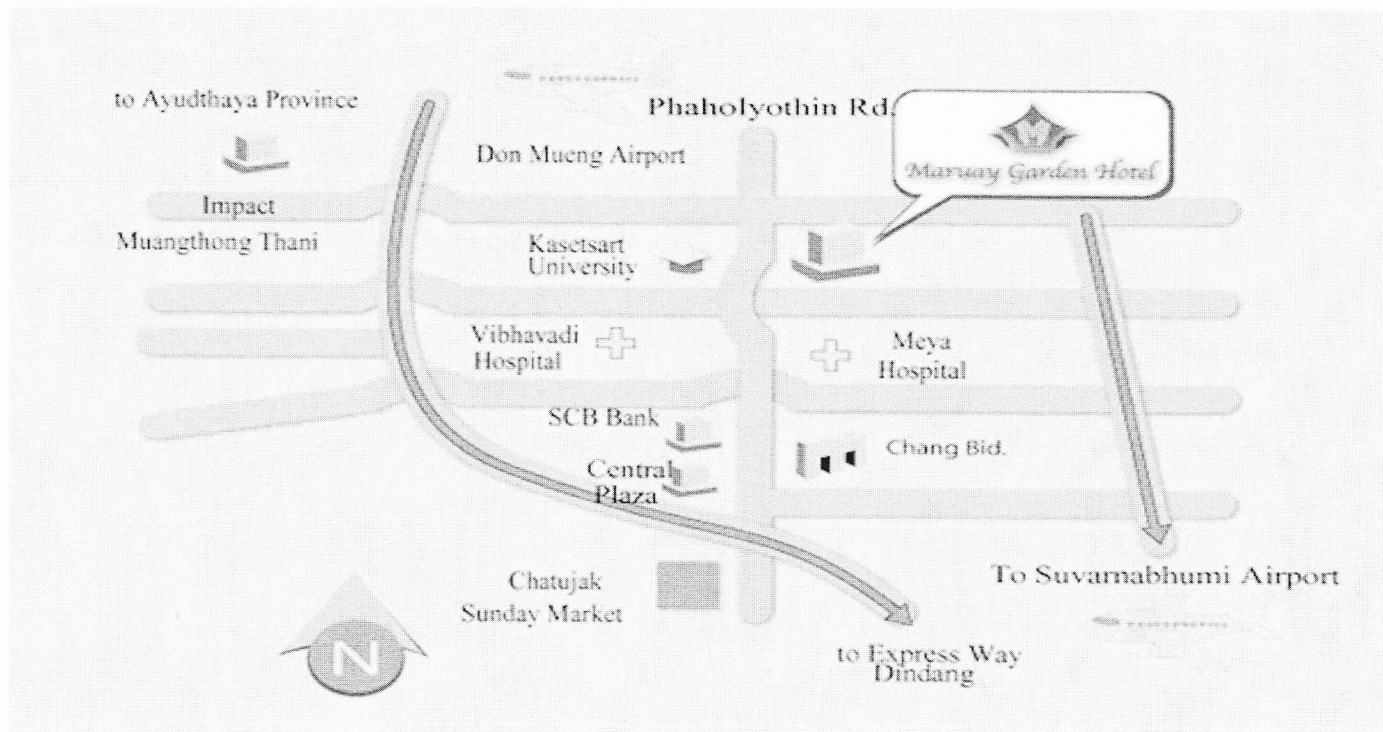 to Ayudthaya Province
Phaholyothin Rd.
Don Mueng Airport
M
Maruay Garden Hotel
Impact
Muangthong Thani
Kasetsart
University
Vibhavadi
Hospital
Meya
Hospital
SCB Bank
Chang Bid.
Central
Plaza
To Suvarnabhumi Airport
Chatujak
Sunday Market
to Express Way
Dindang
N